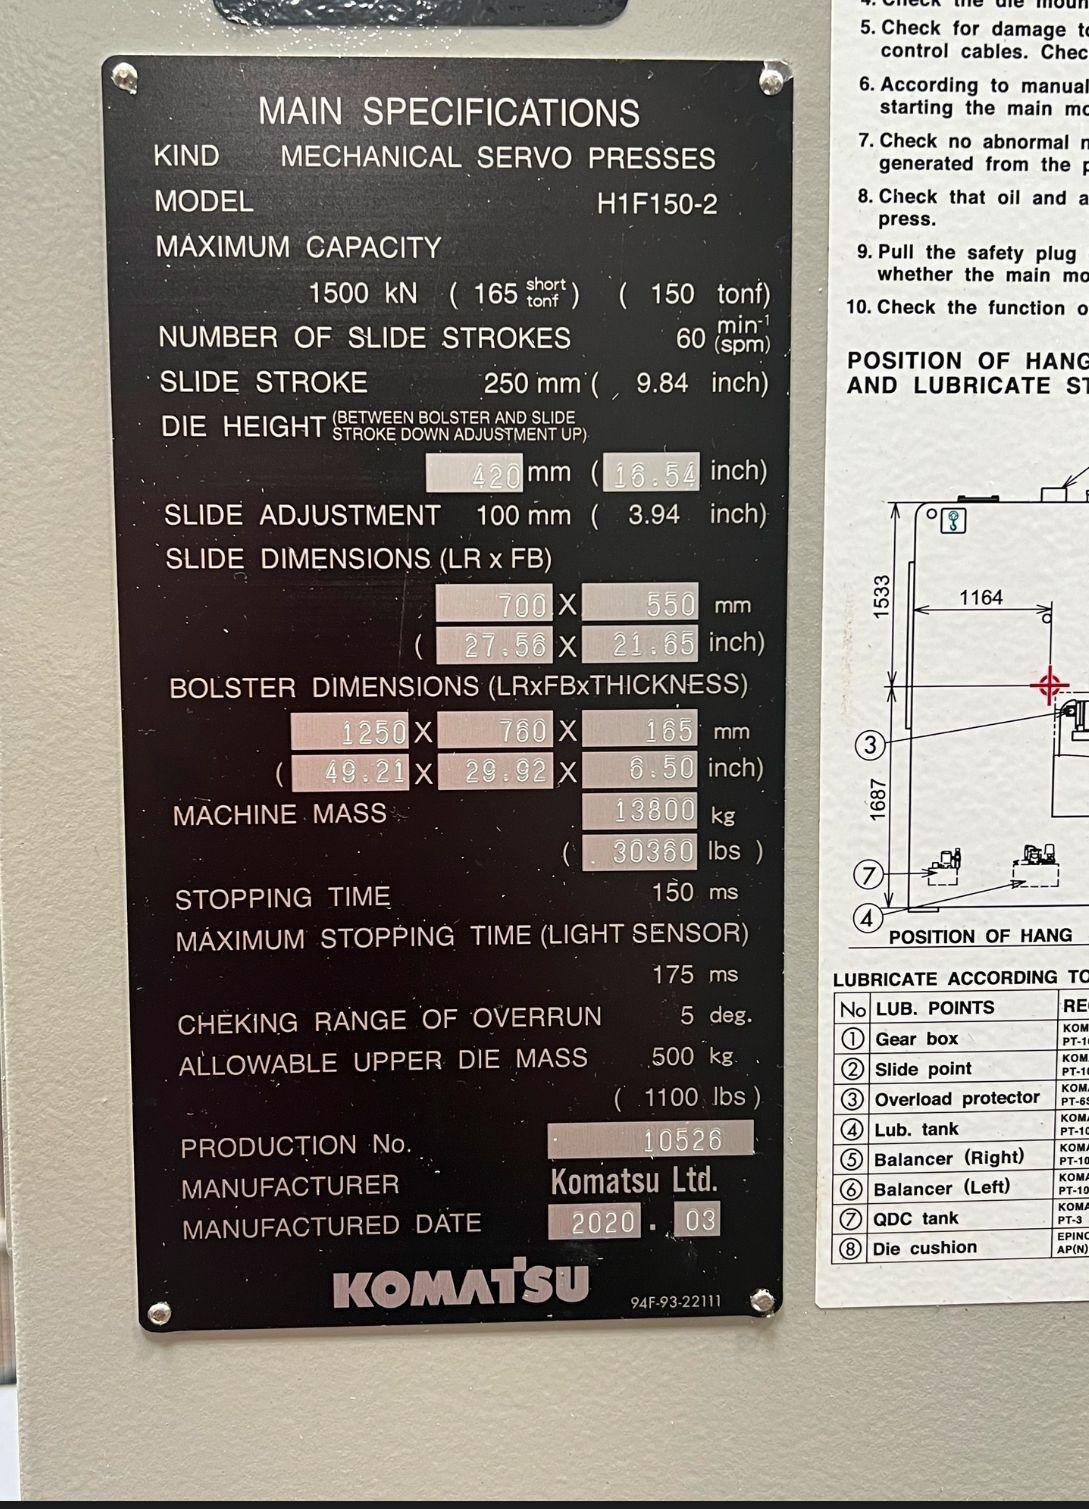 MAIN SPECIFICATIONS
KIND MECHANICAL SERVO PRESSES
MODEL H1F150-2
MAXIMUM CAPACITY
1500 kN ( 165 short tonf ) ( 150 tonf)
NUMBER OF SLIDE STROKES 60 min-1 (spm)
SLIDE STROKE 250 mm ( 9.84 inch)
DIE HEIGHT (BETWEEN BOLSTER AND SLIDE
STROKE DOWN ADJUSTMENT UP)
420 mm ( 16.54 inch)
SLIDE ADJUSTMENT 100 mm ( 3.94 inch)
SLIDE DIMENSIONS (LR x FB)
700 X 550 mm
( 27.56 X 21.65 inch)
BOLSTER DIMENSIONS (LRxFBxTHICKNESS)
1250 X 760 X 165 mm
( 49.21 X 29.92 X 6.50 inch)
MACHINE MASS 13800 kg
( 30360 lbs )
STOPPING TIME 150 ms
MAXIMUM STOPPING TIME (LIGHT SENSOR)
175 ms
CHEKING RANGE OF OVERRUN 5 deg.
ALLOWABLE UPPER DIE MASS 500 kg
( 1100 lbs )
PRODUCTION No. 10526
MANUFACTURER Komatsu Ltd.
MANUFACTURED DATE 2020 . 03
KOMATSU
94F-93-22111
4. Check the die
5. Check for damage
control cables.
6. According to manual
starting the main
7. Check no abnormal
generated from the
8. Check that oil and
press.
9. Pull the safety plug
whether the main
10. Check the function
POSITION OF HANG
AND LUBRICATE
1533
1164
3
1687
7
4
POSITION OF HANG
LUBRICATE ACCORDING TO
No LUB. POINTS
1 Gear box
2 Slide point
3 Overload protector
4 Lub. tank
5 Balancer (Right)
6 Balancer (Left)
7 QDC tank PT-3
8 Die cushion